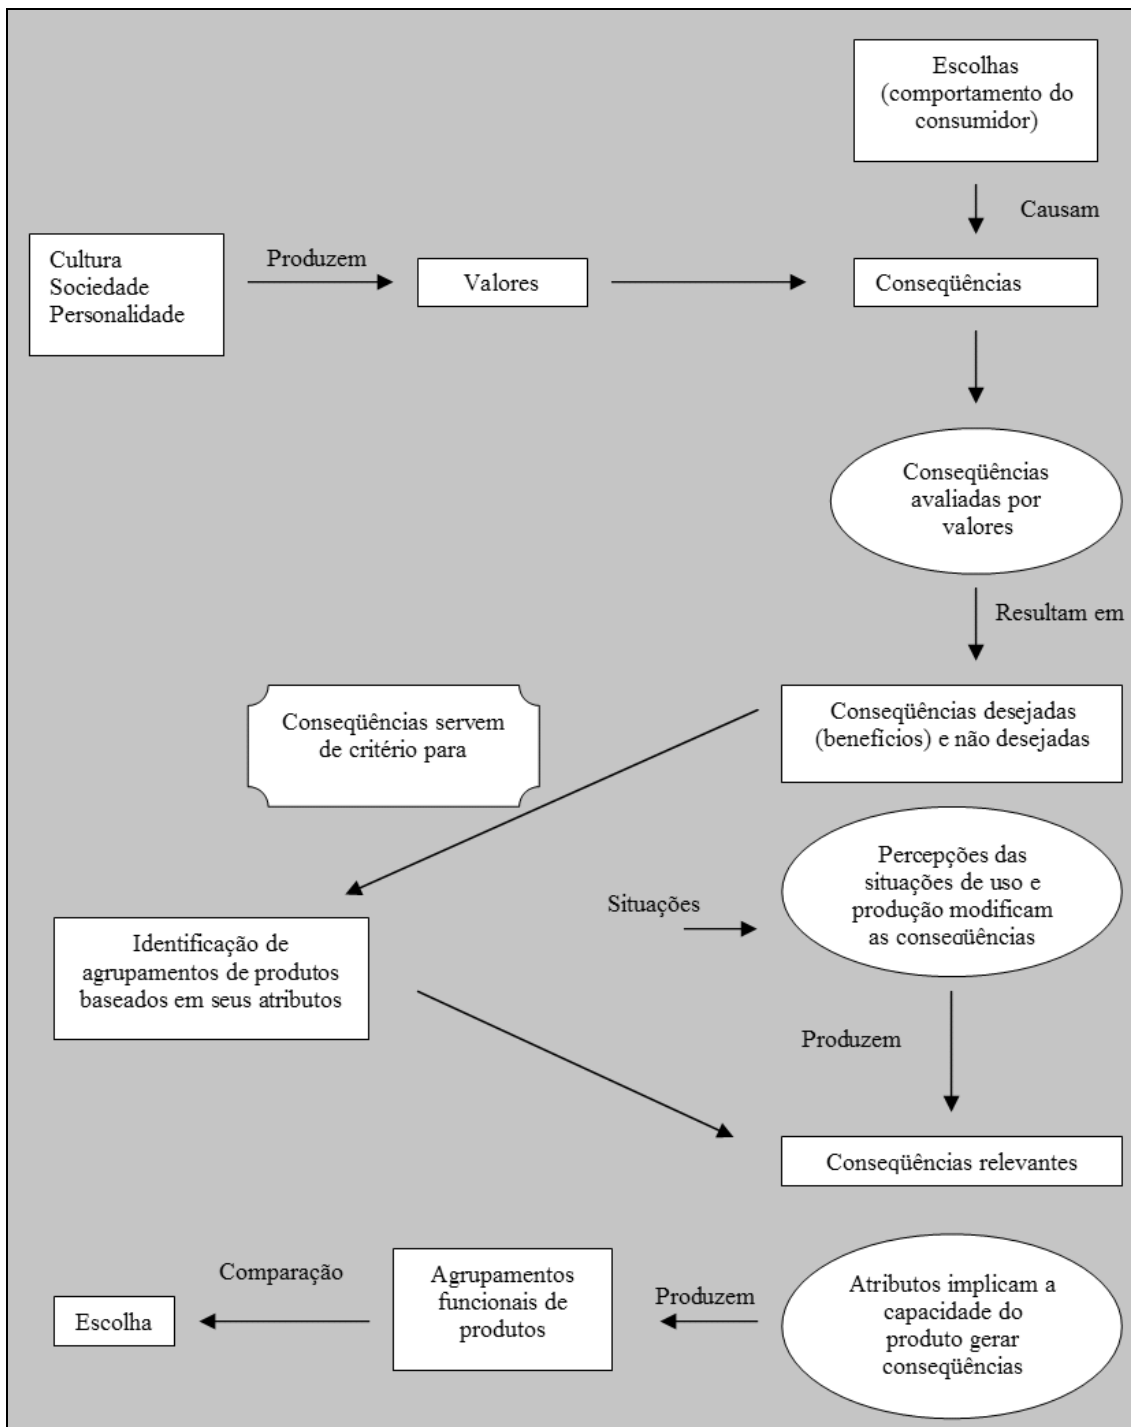 Escolhas
(comportamento do
consumidor)
Causam
Cultura
Sociedade
Personalidade
Produzem
Valores
Conseqüências
Conseqüências
avaliadas por
valores
Resultam em
Conseqüências servem
de critério para
Conseqüências desejadas
(benefícios) e não desejadas
Percepções das
situações de uso e
produção modificam
as conseqüências
Situações
Identificação de
agrupamentos de produtos
baseados em seus atributos
Produzem
Conseqüências relevantes
Atributos implicam a
capacidade do
produto gerar
conseqüências
Produzem
Agrupamentos
funcionais de
produtos
Comparação
Escolha